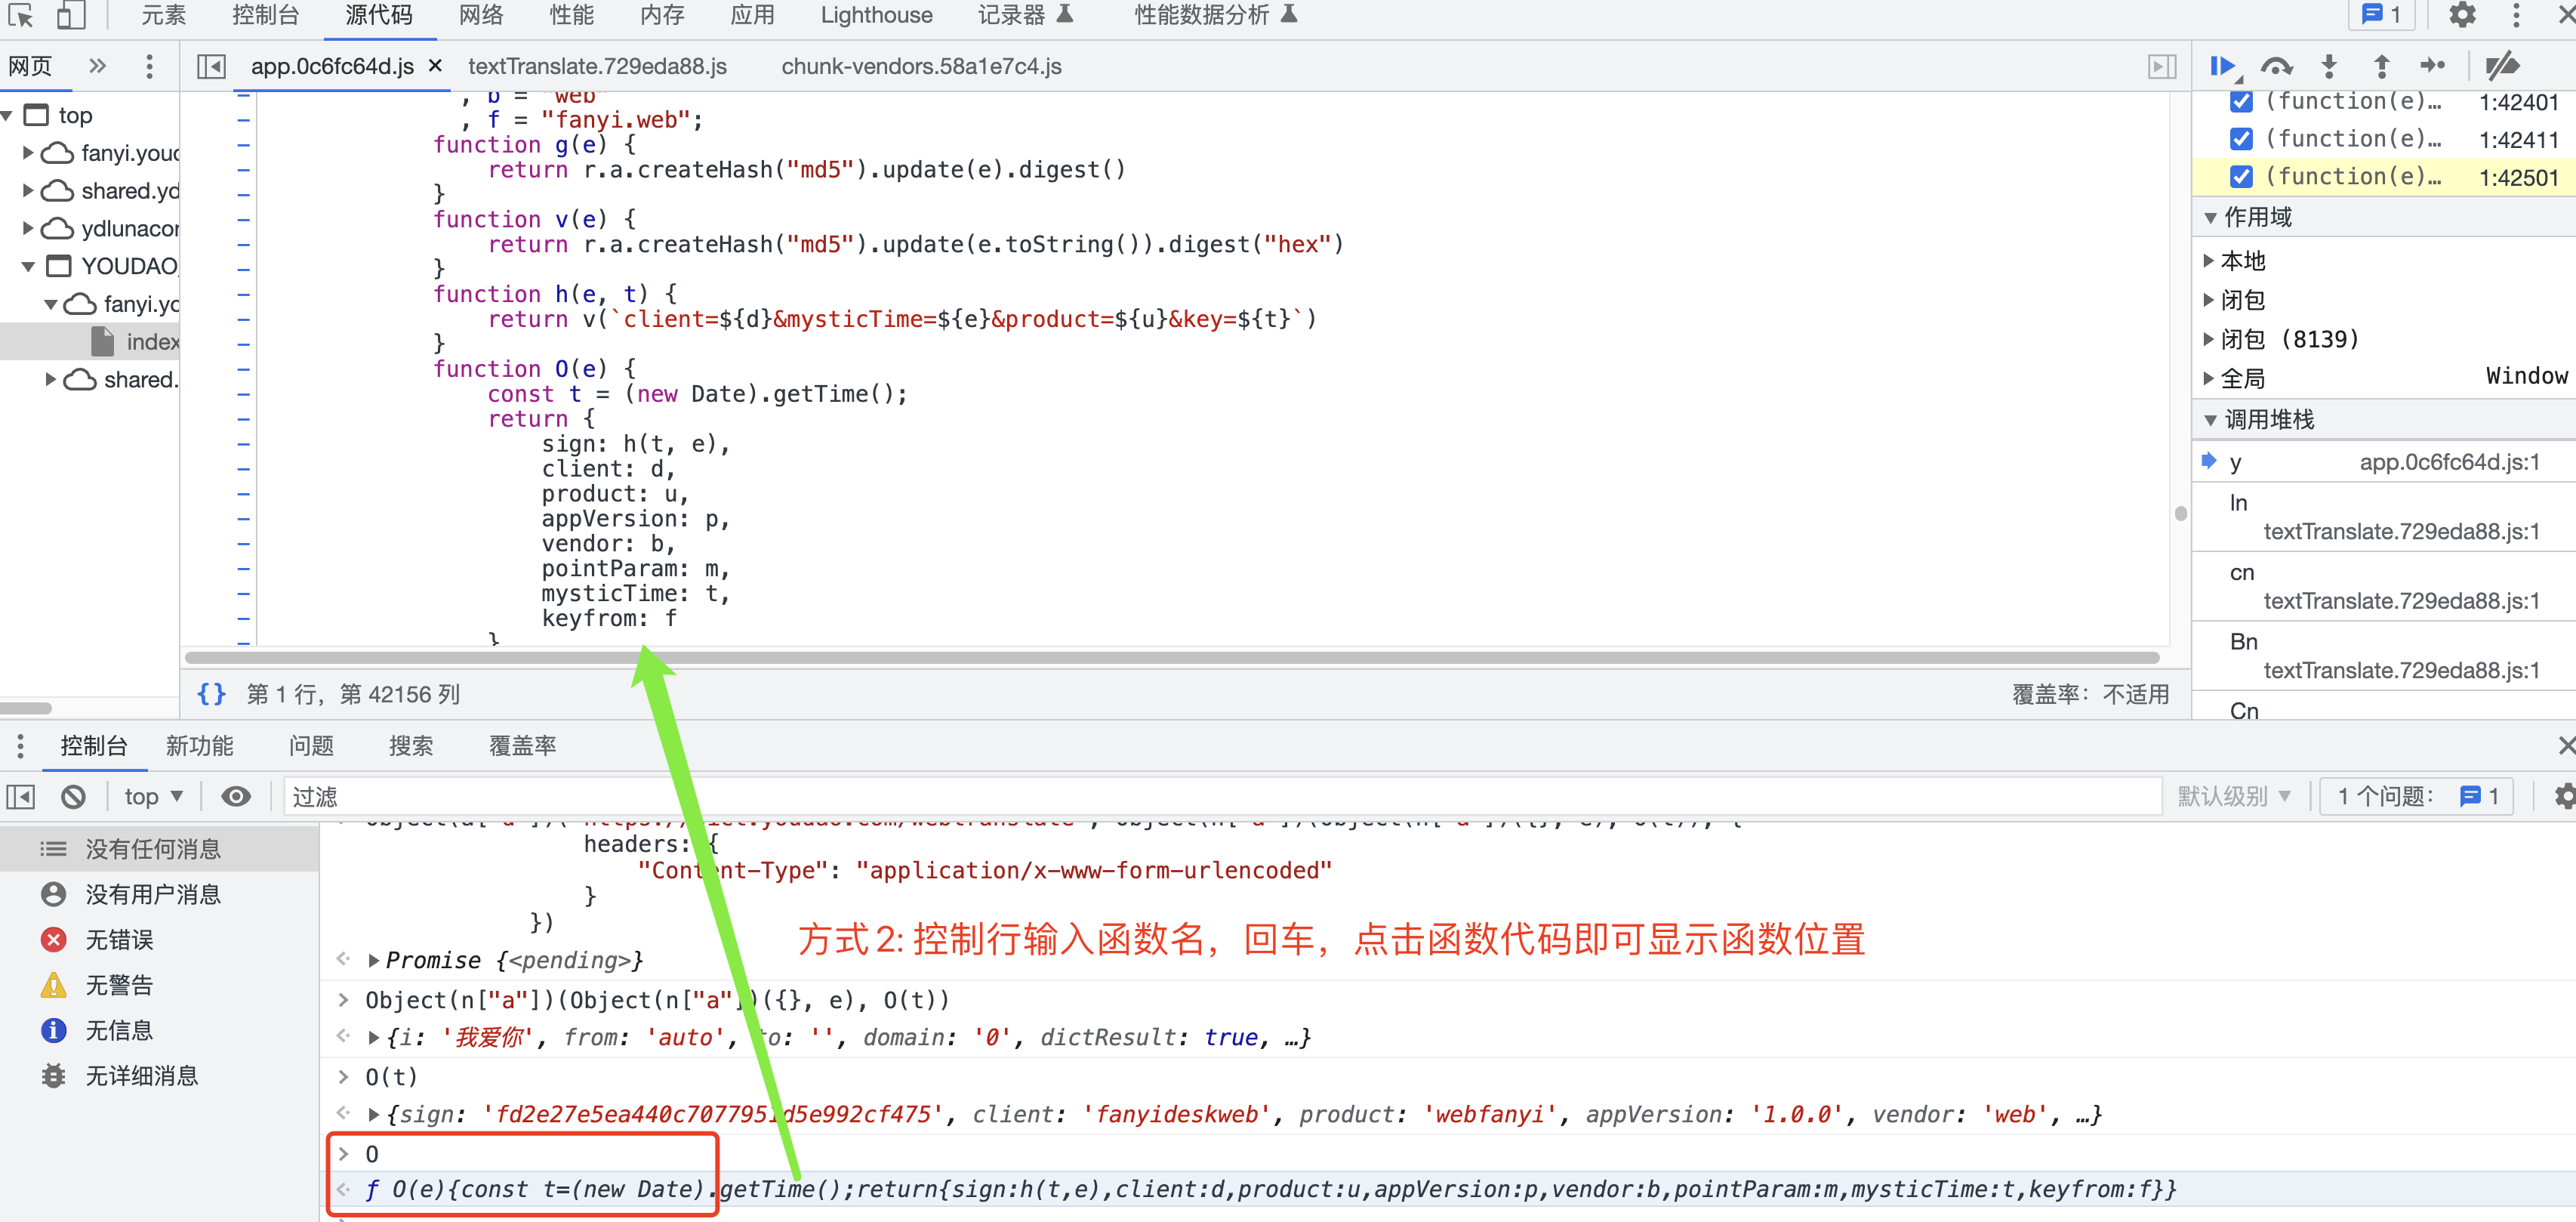 元素 控制台 源代码 网络 性能 内存 应用 Lighthouse 记录器 性能数据分析 1
网页 app.0c6fc64d.js × textTranslate.729eda88.js chunk-vendors.58a1e7c4.js
top
fanyi.youd
shared.yd
ydlunacor
YOUDAO_
fanyi.yo
index
shared.
, b = "web"
, f = "fanyi.web";
function g(e) {
return r.a.createHash("md5").update(e).digest()
}
function v(e) {
return r.a.createHash("md5").update(e.toString()).digest("hex")
}
function h(e, t) {
return v(`client=${d}&mysticTime=${e}&product=${u}&key=${t}`)
}
function O(e) {
const t = (new Date).getTime();
return {
sign: h(t, e),
client: d,
product: u,
appVersion: p,
vendor: b,
pointParam: m,
mysticTime: t,
keyfrom: f
}
{} 第 1 行，第 42156 列 覆盖率：不适用
(function(e)… 1:42401
(function(e)… 1:42411
(function(e)… 1:42501
作用域
本地
闭包
闭包 (8139)
全局 Window
调用堆栈
y app.0c6fc64d.js:1
ln
textTranslate.729eda88.js:1
cn
textTranslate.729eda88.js:1
Bn
textTranslate.729eda88.js:1
Cn
控制台 新功能 问题 搜索 覆盖率
top 过滤 默认级别 1 个问题： 1
没有任何消息
没有用户消息
无错误
无警告
无信息
无详细消息
headers: {
"Content-Type": "application/x-www-form-urlencoded"
}
})
方式 2: 控制行输入函数名，回车，点击函数代码即可显示函数位置
Promise {<pending>}
Object(n["a"])(Object(n["a"])({}, e), O(t))
{i: '我爱你', from: 'auto', to: '', domain: '0', dictResult: true, …}
O(t)
{sign: 'fd2e27e5ea440c7077951d5e992cf475', client: 'fanyideskweb', product: 'webfanyi', appVersion: '1.0.0', vendor: 'web', …}
O
ƒ O(e){const t=(new Date).getTime();return{sign:h(t,e),client:d,product:u,appVersion:p,vendor:b,pointParam:m,mysticTime:t,keyfrom:f}}